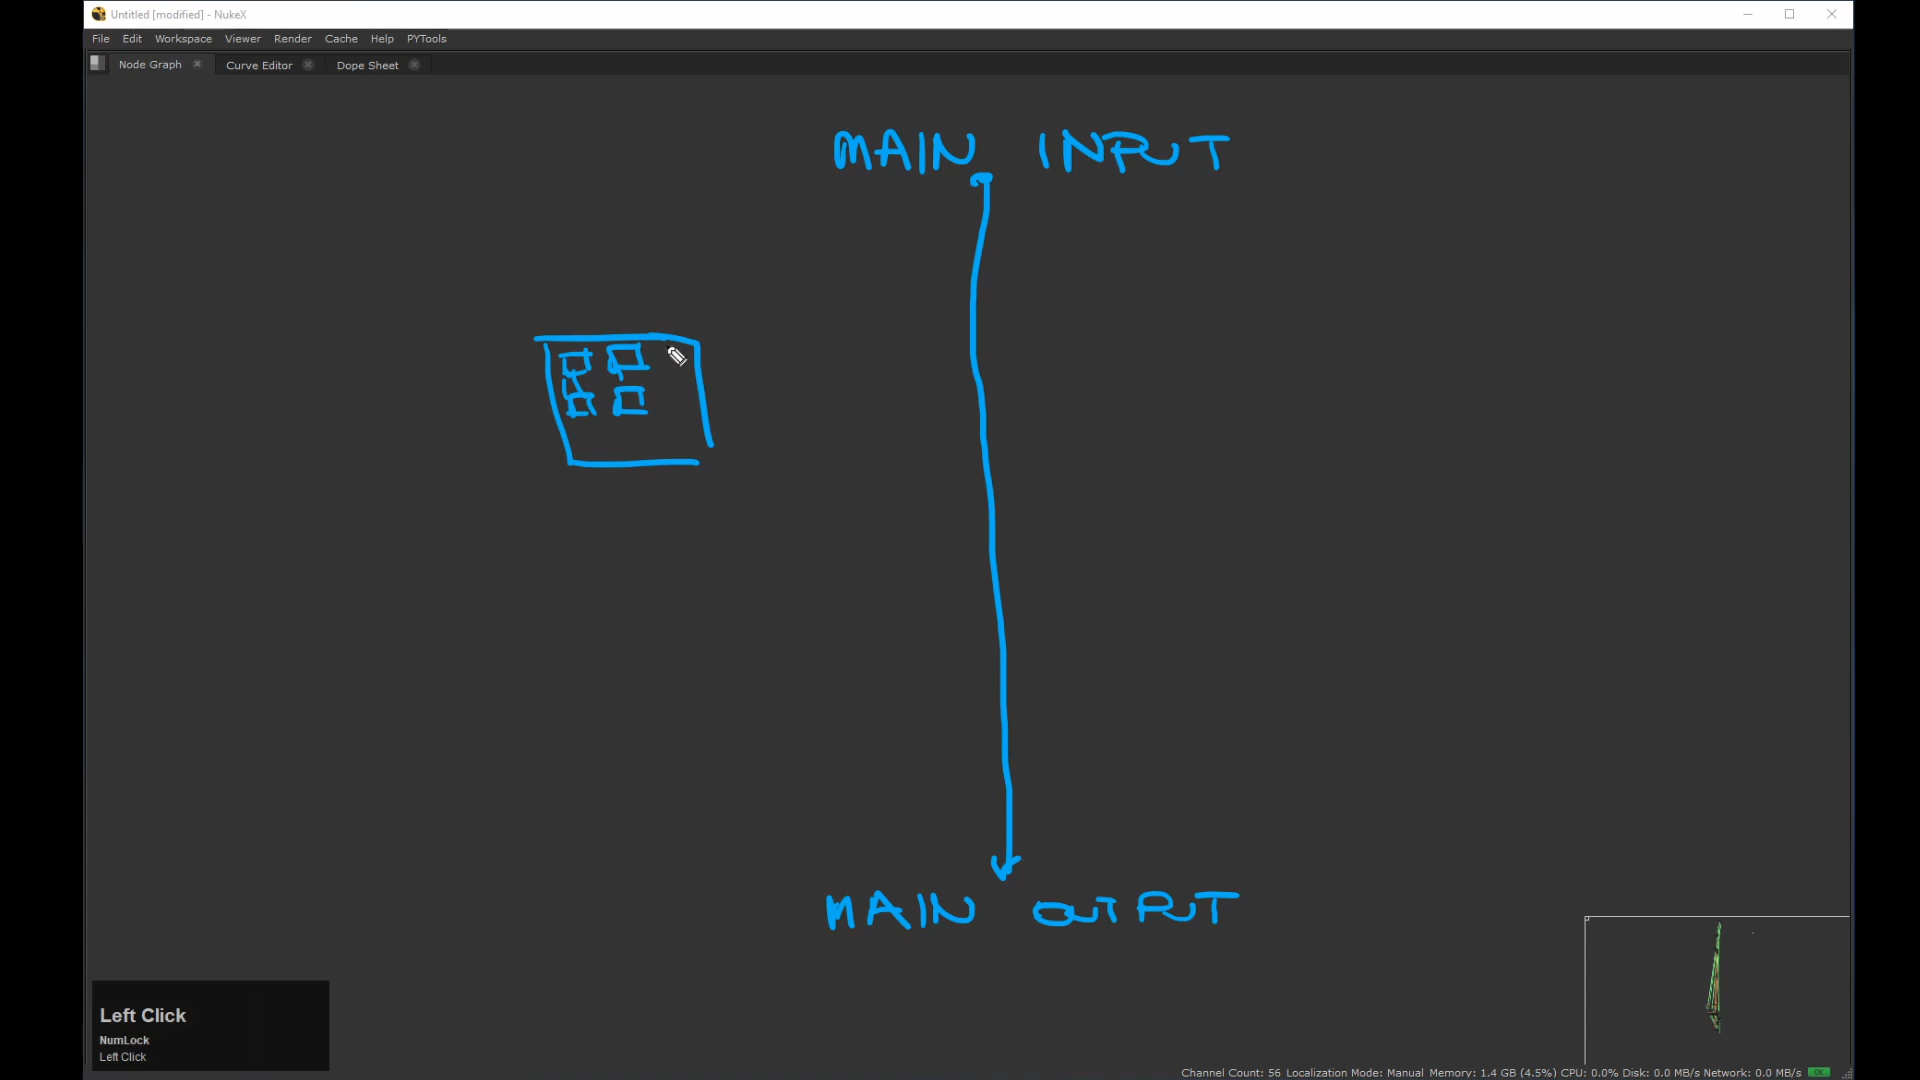 Untitled [modified] - NukeX
File Edit Workspace Viewer Render Cache Help PYTools
Node Graph Curve Editor Dope Sheet
MAIN INPUT
MAIN OUTPUT
Left Click
NumLock
Left Click
Channel Count: 56 Localization Mode: Manual Memory: 1.4 GB (4.5%) CPU: 0.0% Disk: 0.0 MB/s Network: 0.0 MB/s OK